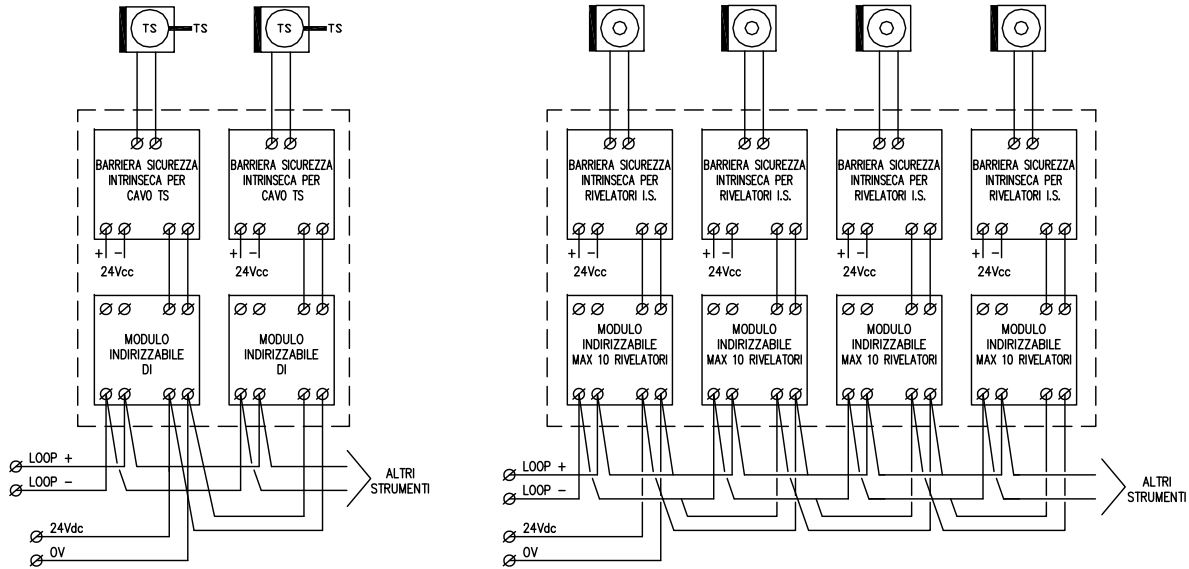 TS TS
TS TS
BARRIERA SICUREZZA
INTRINSECA PER
CAVO TS
BARRIERA SICUREZZA
INTRINSECA PER
CAVO TS
+ -
24Vcc
+ -
24Vcc
MODULO
INDIRIZZABILE
DI
MODULO
INDIRIZZABILE
DI
LOOP +
LOOP -
24Vdc
0V
ALTRI
STRUMENTI
BARRIERA SICUREZZA
INTRINSECA PER
RIVELATORI I.S.
BARRIERA SICUREZZA
INTRINSECA PER
RIVELATORI I.S.
BARRIERA SICUREZZA
INTRINSECA PER
RIVELATORI I.S.
BARRIERA SICUREZZA
INTRINSECA PER
RIVELATORI I.S.
+ -
24Vcc
+ -
24Vcc
+ -
24Vcc
+ -
24Vcc
MODULO
INDIRIZZABILE
MAX 10 RIVELATORI
MODULO
INDIRIZZABILE
MAX 10 RIVELATORI
MODULO
INDIRIZZABILE
MAX 10 RIVELATORI
MODULO
INDIRIZZABILE
MAX 10 RIVELATORI
LOOP +
LOOP -
24Vdc
0V
ALTRI
STRUMENTI